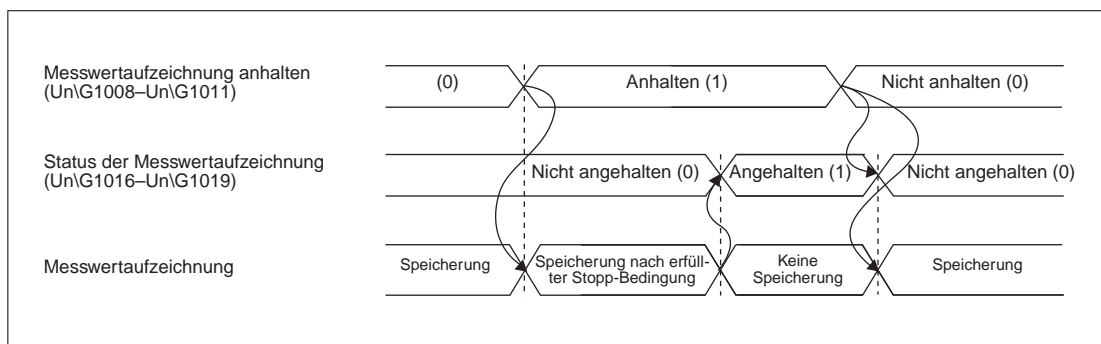 Messwertaufzeichnung anhalten
(Un\G1008–Un\G1011)
(0)
Anhalten (1)
Nicht anhalten (0)
Status der Messwertaufzeichnung
(Un\G1016–Un\G1019)
Nicht angehalten (0)
Angehalten (1)
Nicht angehalten (0)
Messwertaufzeichnung
Speicherung
Speicherung nach erfüll-
ter Stopp-Bedingung
Keine
Speicherung
Speicherung